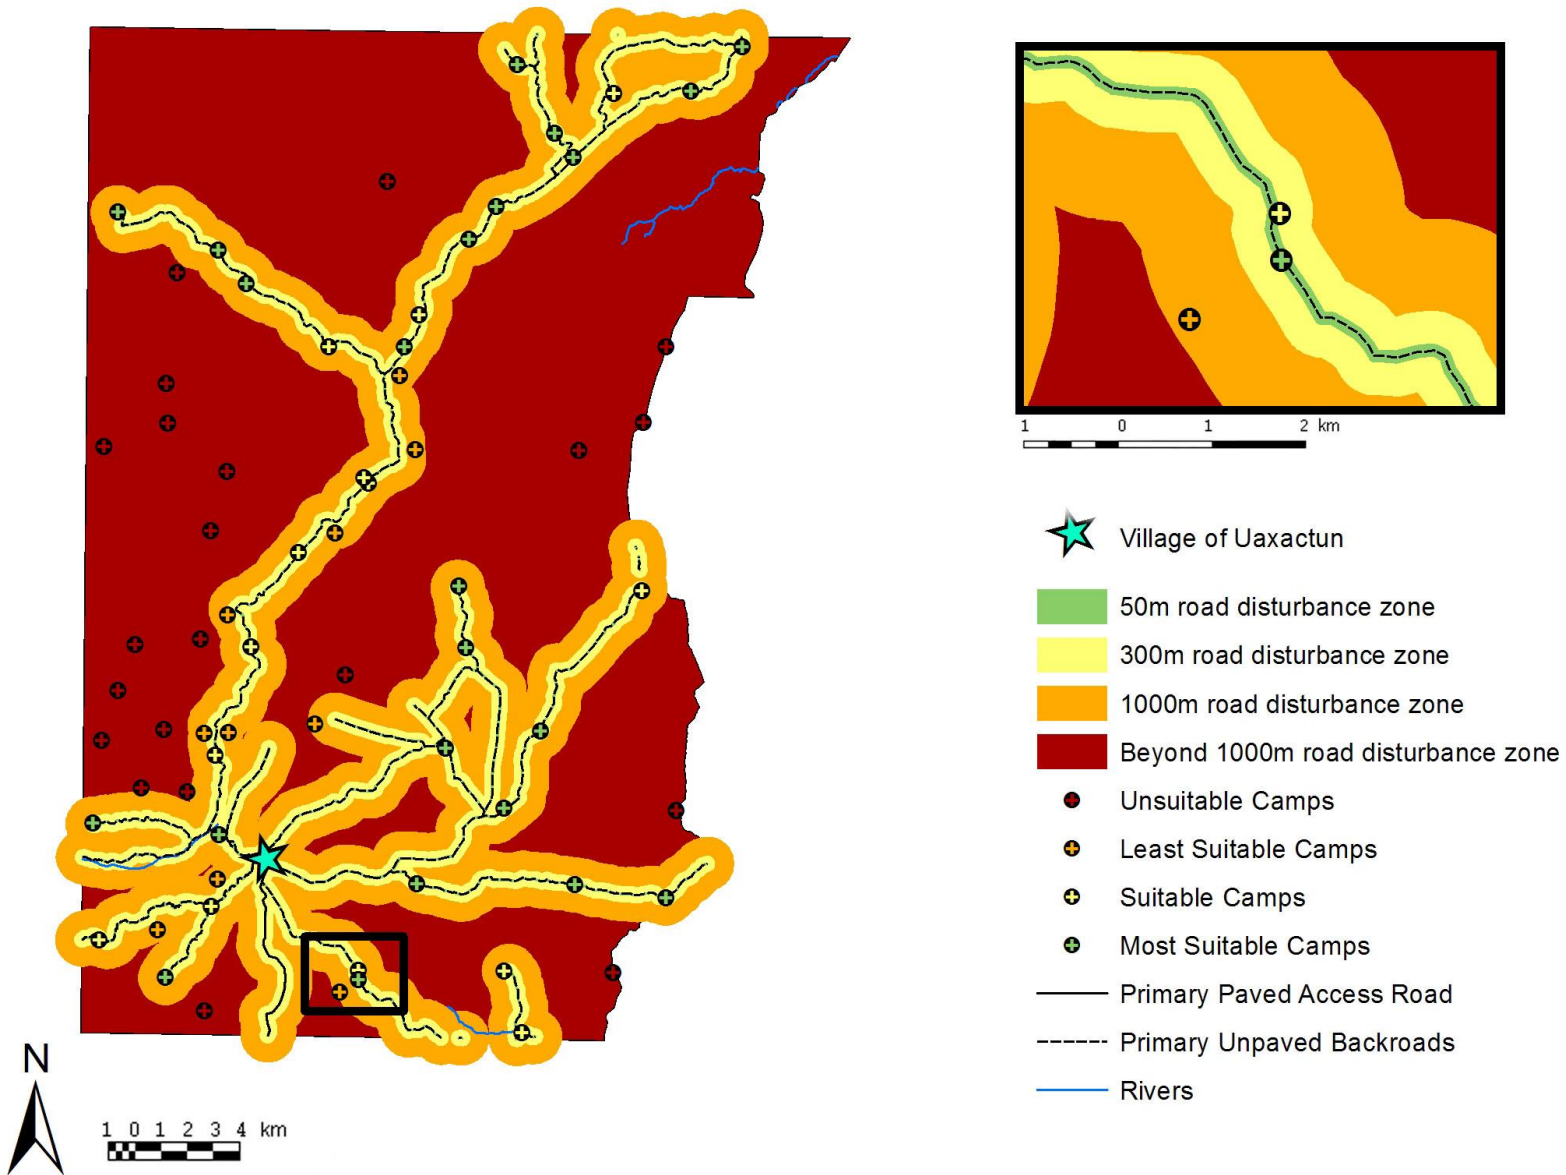 1 0 1 2 km
Village of Uaxactun
50m road disturbance zone
300m road disturbance zone
1000m road disturbance zone
Beyond 1000m road disturbance zone
Unsuitable Camps
Least Suitable Camps
Suitable Camps
Most Suitable Camps
Primary Paved Access Road
Primary Unpaved Backroads
Rivers
N
1 0 1 2 3 4 km